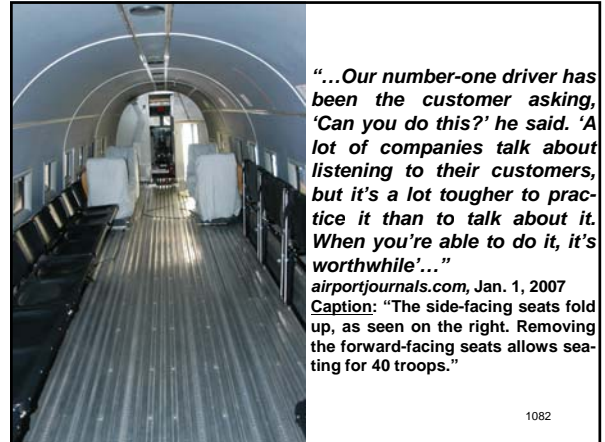 “…Our number-one driver has
been the customer asking,
‘Can you do this?’ he said. ‘A
lot of companies talk about
listening to their customers,
but it’s a lot tougher to prac-
tice it than to talk about it.
When you’re able to do it, it’s
worthwhile’…”
airportjournals.com, Jan. 1, 2007
Caption: “The side-facing seats fold
up, as seen on the right. Removing
the forward-facing seats allows sea-
ting for 40 troops.”
1082